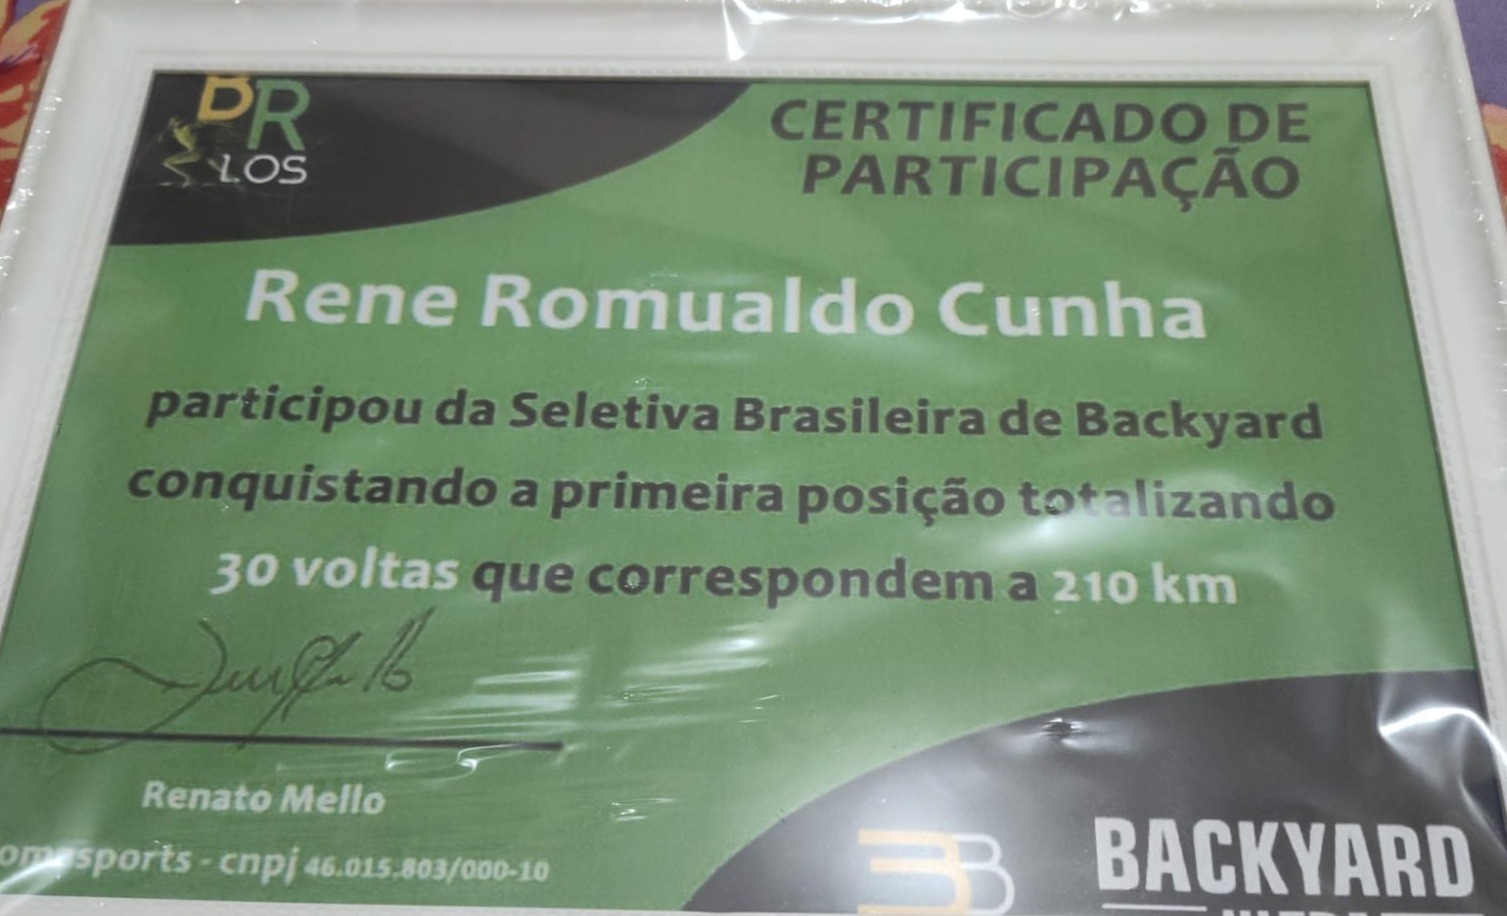 BR
LOS
CERTIFICADO DE
PARTICIPAÇÃO
Rene Romualdo Cunha
participou da Seletiva Brasileira de Backyard
conquistando a primeira posição totalizando
30 voltas que correspondem a 210 km
Renato Mello
sports - cnpj 46.015.803/000-10
BACKYARD